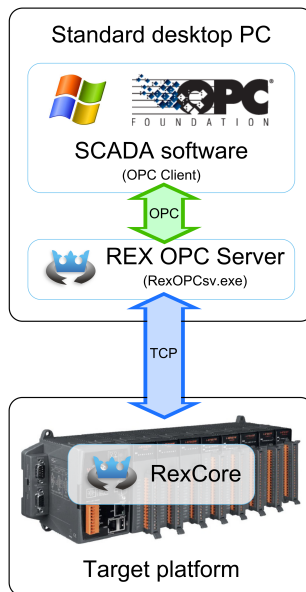 Standard desktop PC
OPC
FOUNDATION
SCADA software
(OPC Client)
OPC
REX OPC Server
(RexOPCsv.exe)
TCP
RexCore
Target platform